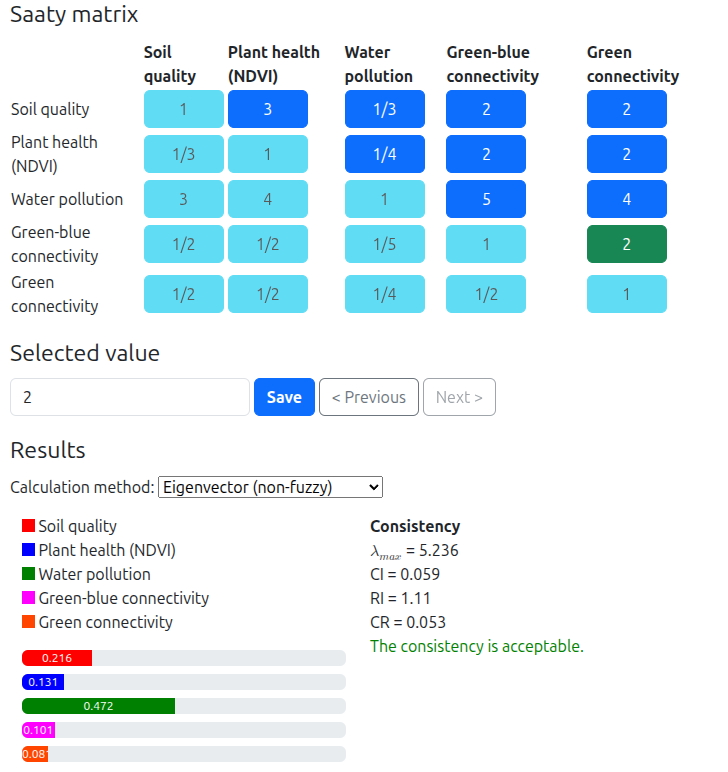 Saaty matrix
Soil quality Plant health (NDVI) Water pollution Green-blue connectivity Green connectivity
Soil quality 1 3 1/3 2 2
Plant health (NDVI) 1/3 1 1/4 2 2
Water pollution 3 4 1 5 4
Green-blue connectivity 1/2 1/2 1/5 1 2
Green connectivity 1/2 1/2 1/4 1/2 1
Selected value
2 Save < Previous Next >
Results
Calculation method: Eigenvector (non-fuzzy)
Soil quality
Plant health (NDVI)
Water pollution
Green-blue connectivity
Green connectivity
Consistency
λmax = 5.236
CI = 0.059
RI = 1.11
CR = 0.053
The consistency is acceptable.
0.216
0.131
0.472
0.101
0.081